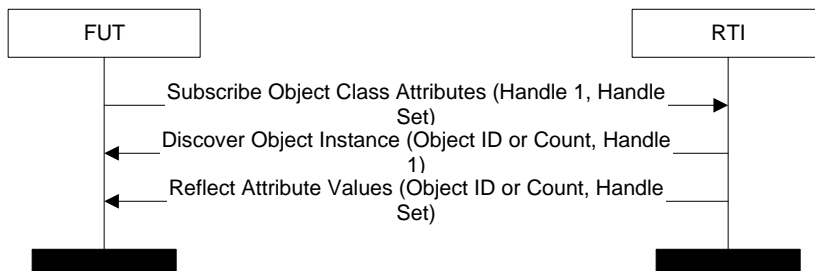 FUT
RTI
Subscribe Object Class Attributes (Handle 1, Handle
Set)
Discover Object Instance (Object ID or Count, Handle
1)
Reflect Attribute Values (Object ID or Count, Handle
Set)